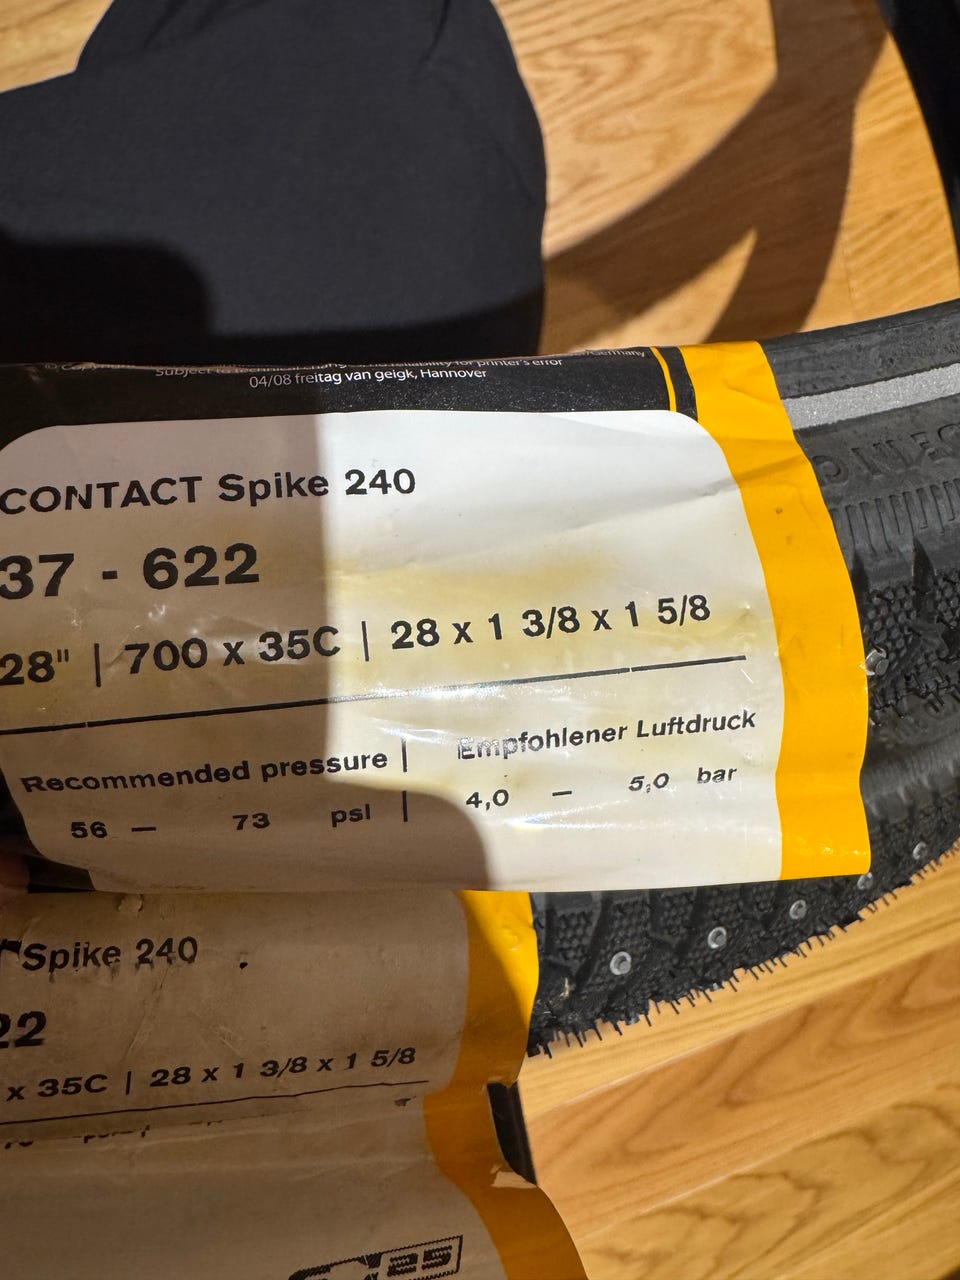 Subject to technical
liability for printer's error
04/08 freitag van geigk, Hannover
CONTACT Spike 240
37 - 622
28" | 700 x 35C | 28 x 1 3/8 x 1 5/8
Recommended pressure | Empfohlener Luftdruck
56 — 73 psi | 4,0 — 5,0 bar
Spike 240
22
x 35C | 28 x 1 3/8 x 1 5/8